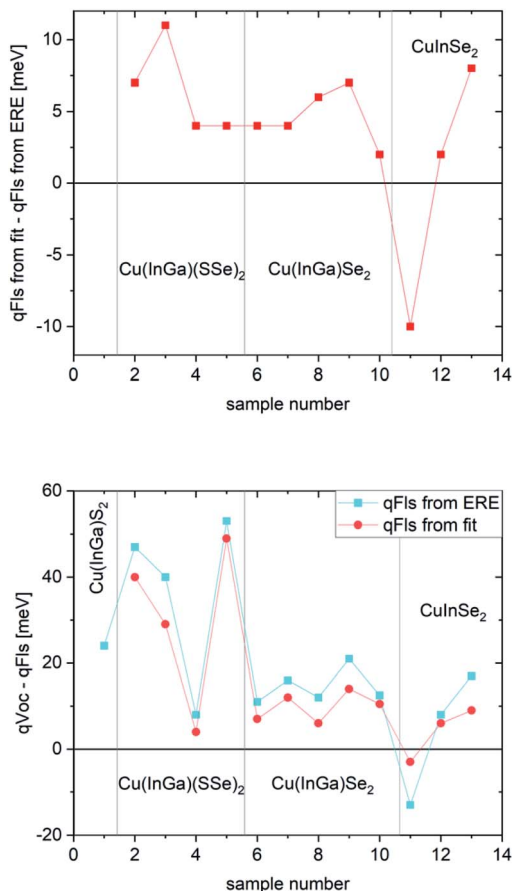 10
5
0
-5
-10
qFls from fit - qFls from ERE [meV]
CuInSe₂
Cu(InGa)(SSe)₂
Cu(InGa)Se₂
0 2 4 6 8 10 12 14
sample number
60
40
20
0
-20
qVoc - qFls [meV]
Cu(InGa)S₂
qFls from ERE
qFls from fit
CuInSe₂
Cu(InGa)(SSe)₂
Cu(InGa)Se₂
0 2 4 6 8 10 12 14
sample number